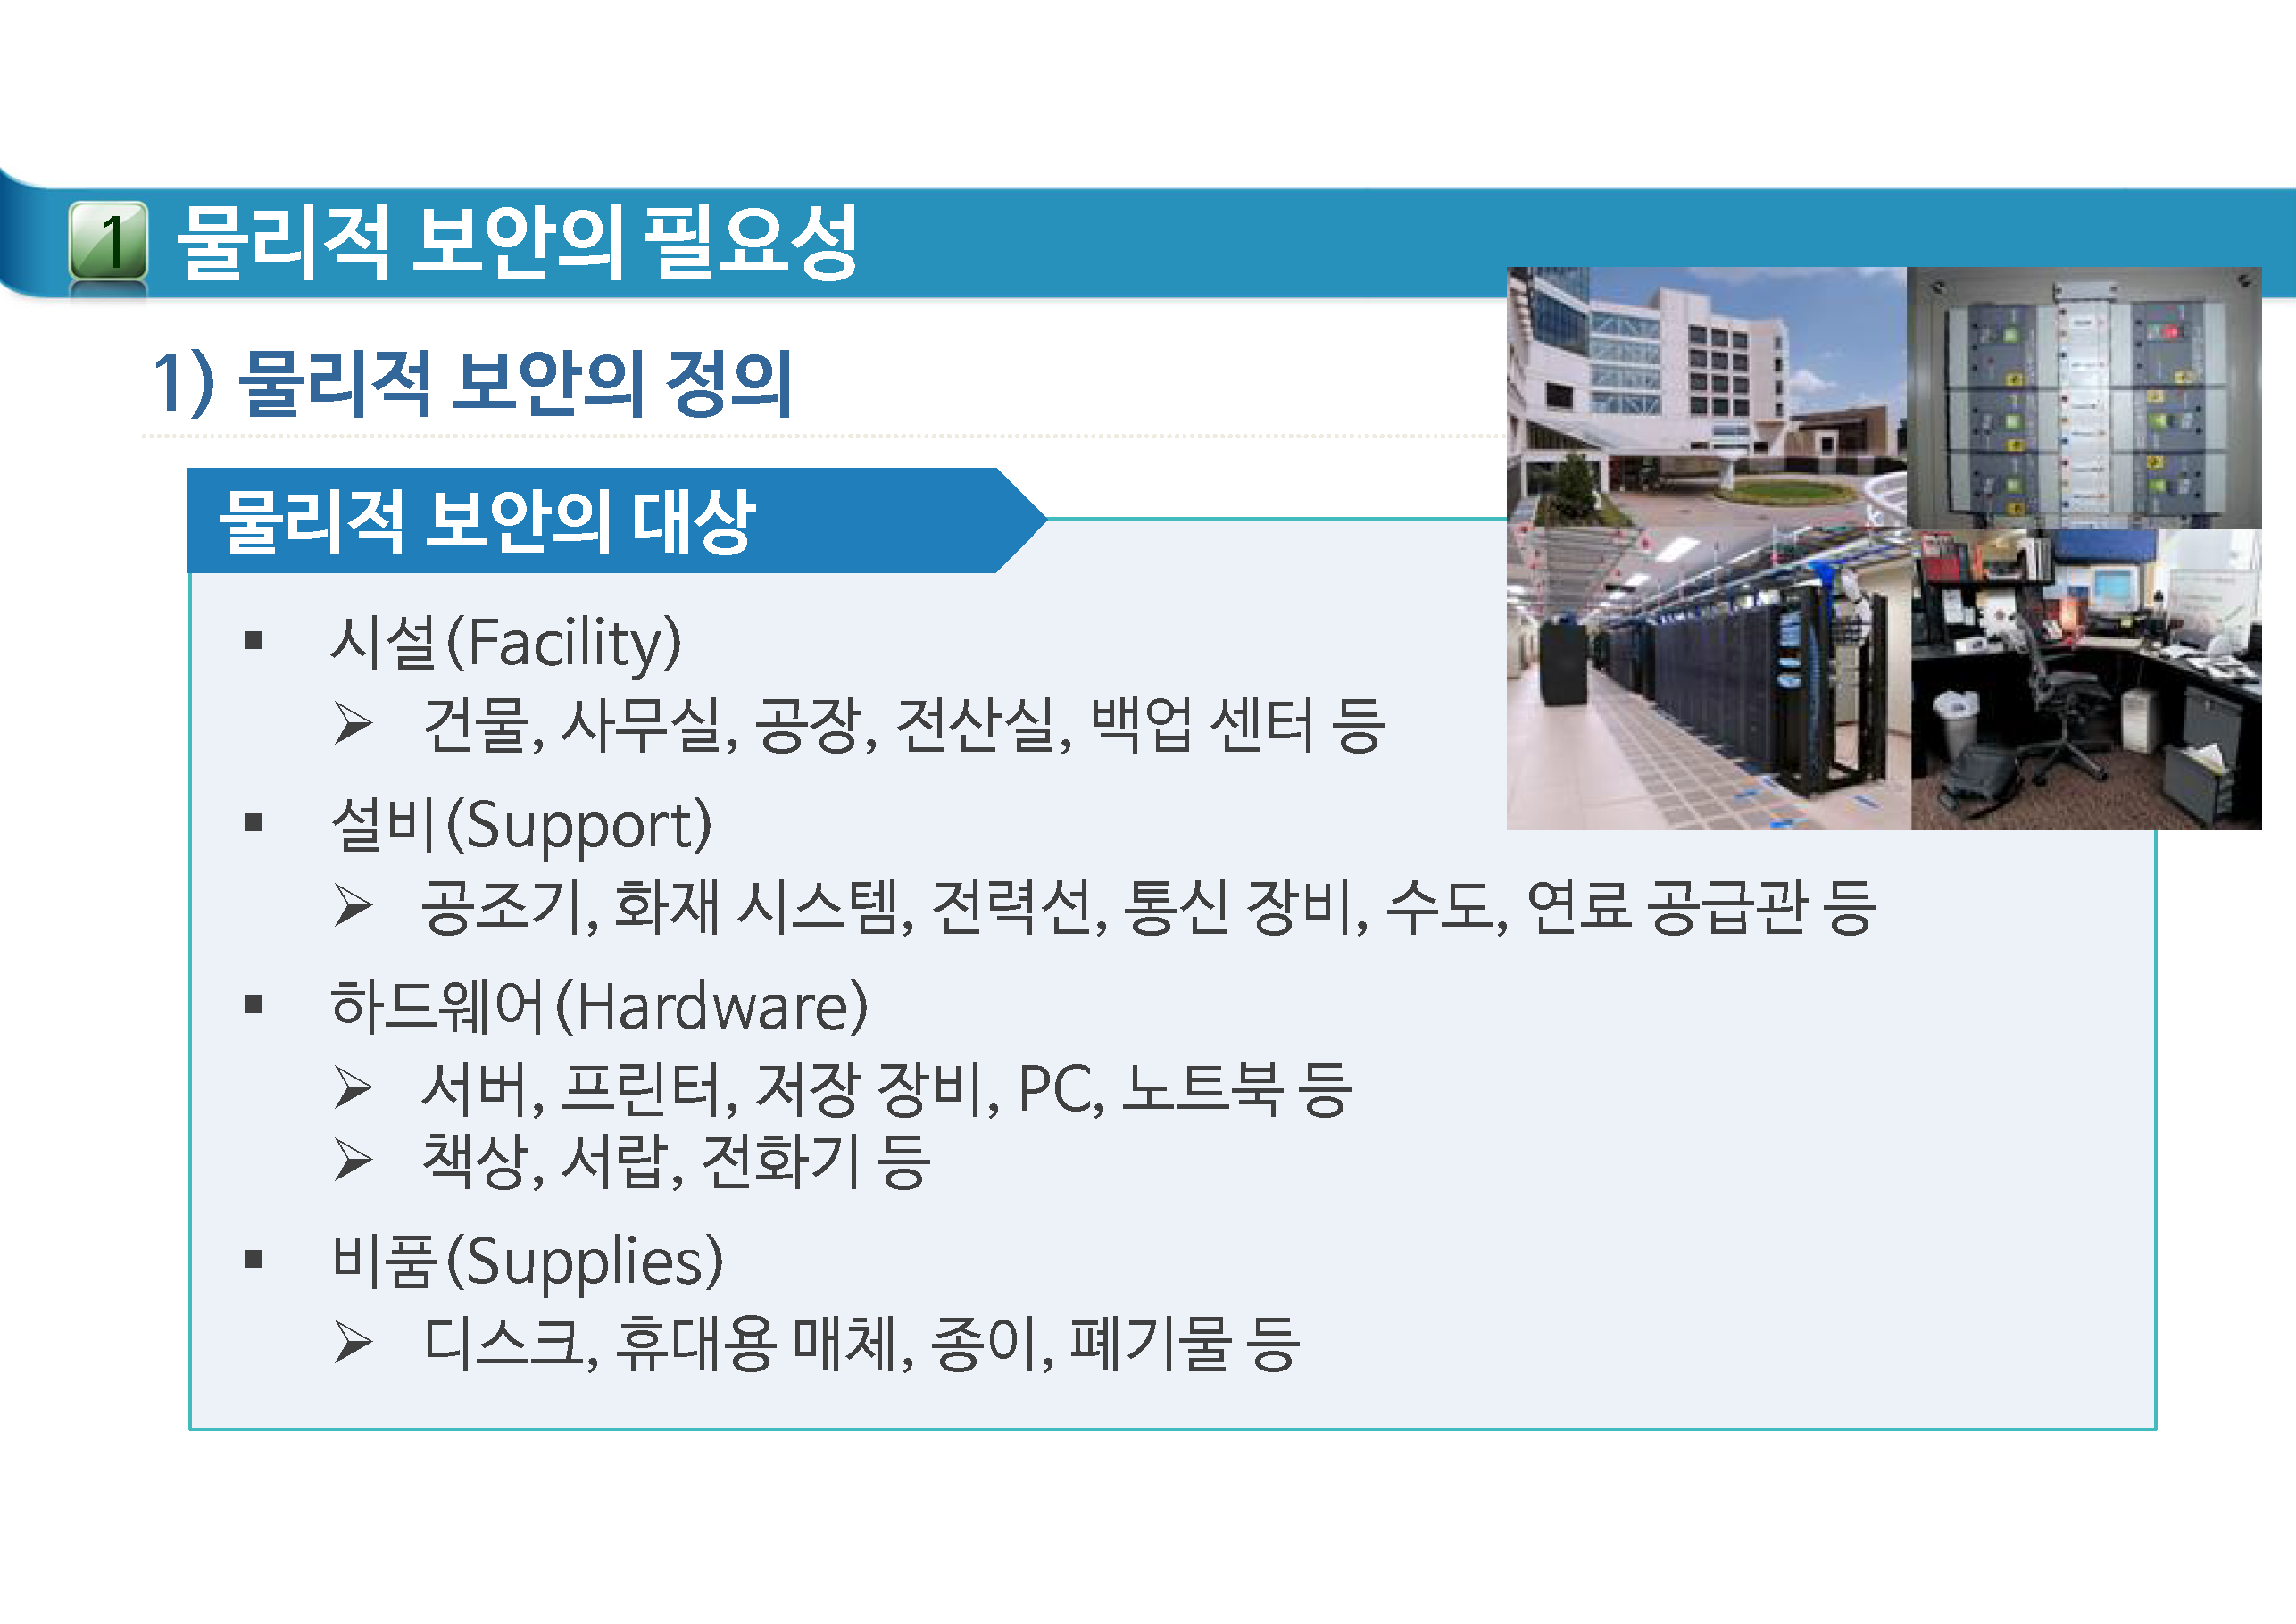 1 물리적 보안의 필요성
1) 물리적 보안의 정의
물리적 보안의 대상
▪ 시설(Facility)
➢ 건물, 사무실, 공장, 전산실, 백업 센터 등
▪ 설비(Support)
➢ 공조기, 화재 시스템, 전력선, 통신 장비, 수도, 연료 공급관 등
▪ 하드웨어(Hardware)
➢ 서버, 프린터, 저장 장비, PC, 노트북 등
➢ 책상, 서랍, 전화기 등
▪ 비품(Supplies)
➢ 디스크, 휴대용 매체, 종이, 폐기물 등